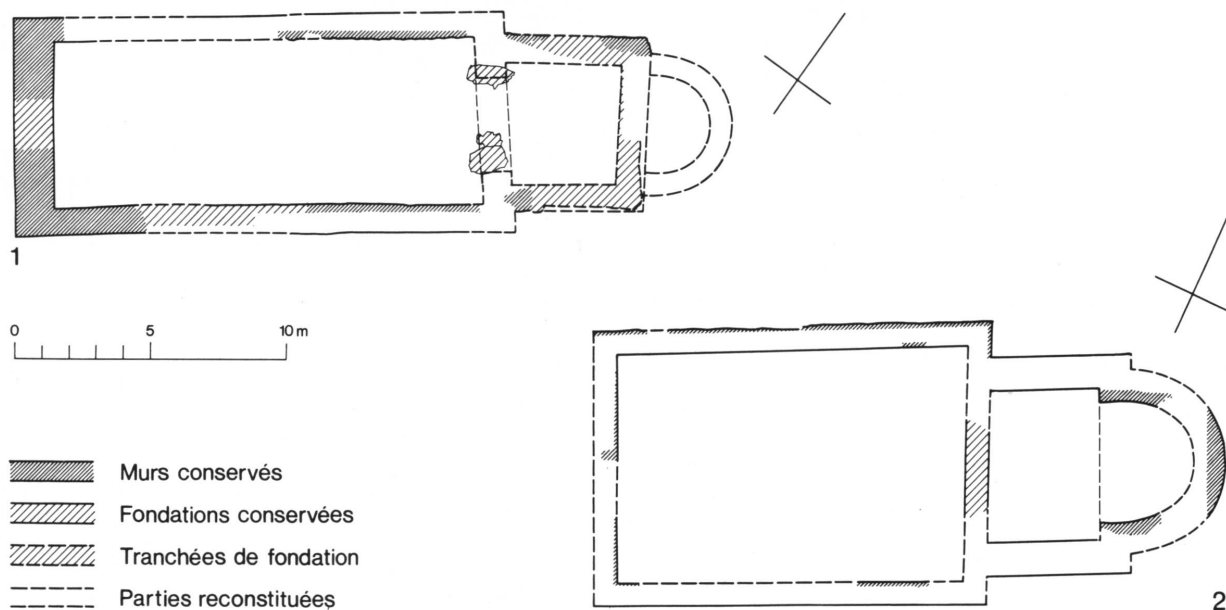 1
0 5 10 m
Murs conservés
Fondations conservées
Tranchées de fondation
Parties reconstituées
2